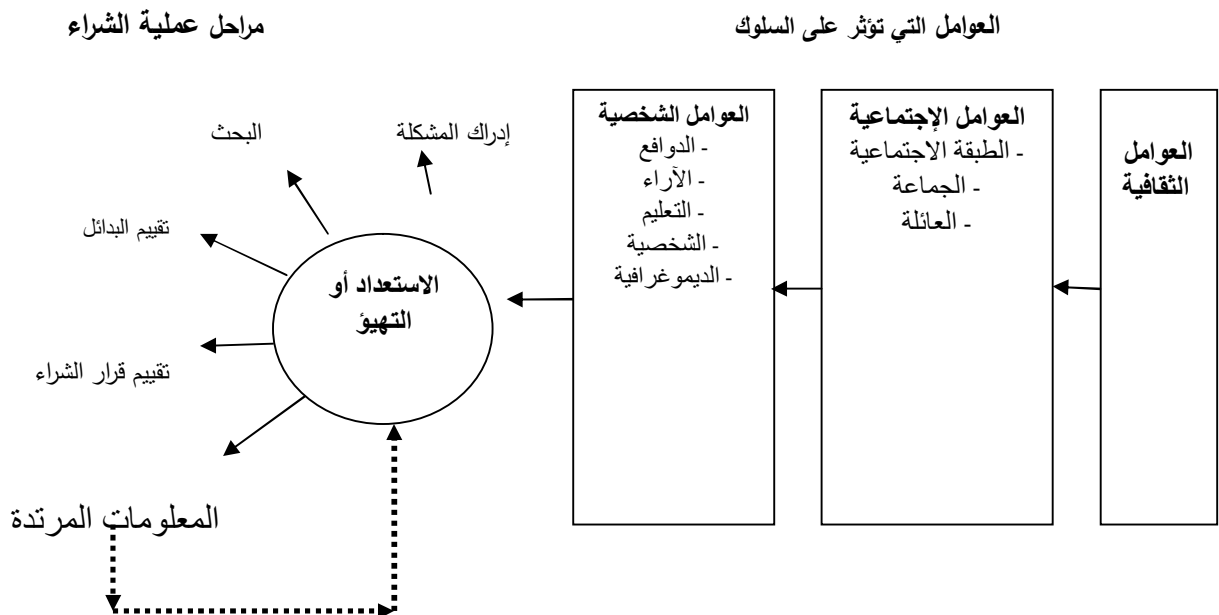 العوامل التي تؤثر على السلوك
مراحل عملية الشراء
العوامل
الثقافية
العوامل الإجتماعية
- الطبقة الاجتماعية
- الجماعة
- العائلة
العوامل الشخصية
- الدوافع
- الآراء
- التعليم
- الشخصية
- الديموغرافية
الاستعداد أو
التهيؤ
إدراك المشكلة
البحث
تقييم البدائل
تقييم قرار الشراء
المعلومات المرتدة